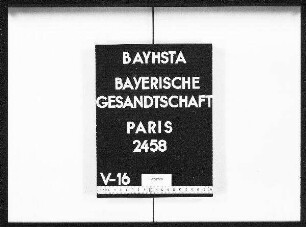 BAYHSTA
BAYERISCHE
GESANDTSCHAFT
PARIS
2458
V-16